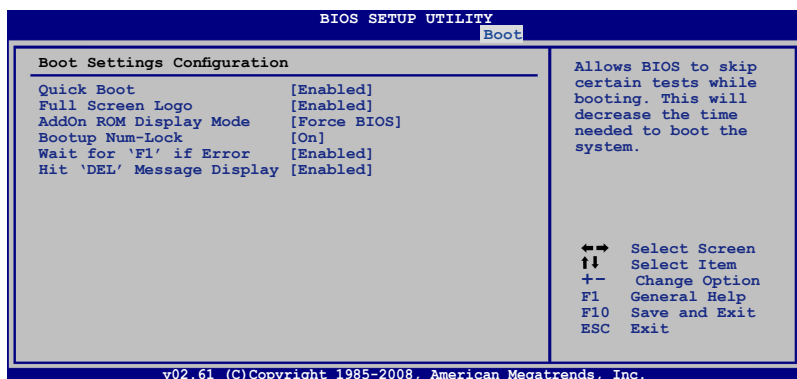 BIOS SETUP UTILITY
Boot
Boot Settings Configuration
Quick Boot [Enabled]
Full Screen Logo [Enabled]
AddOn ROM Display Mode [Force BIOS]
Bootup Num-Lock [On]
Wait for ‘F1’ if Error [Enabled]
Hit ‘DEL’ Message Display [Enabled]
Allows BIOS to skip
certain tests while
booting. This will
decrease the time
needed to boot the
system.
←→ Select Screen
↑↓ Select Item
+- Change Option
F1 General Help
F10 Save and Exit
ESC Exit
v02.61 (C)Copyright 1985-2008, American Megatrends, Inc.